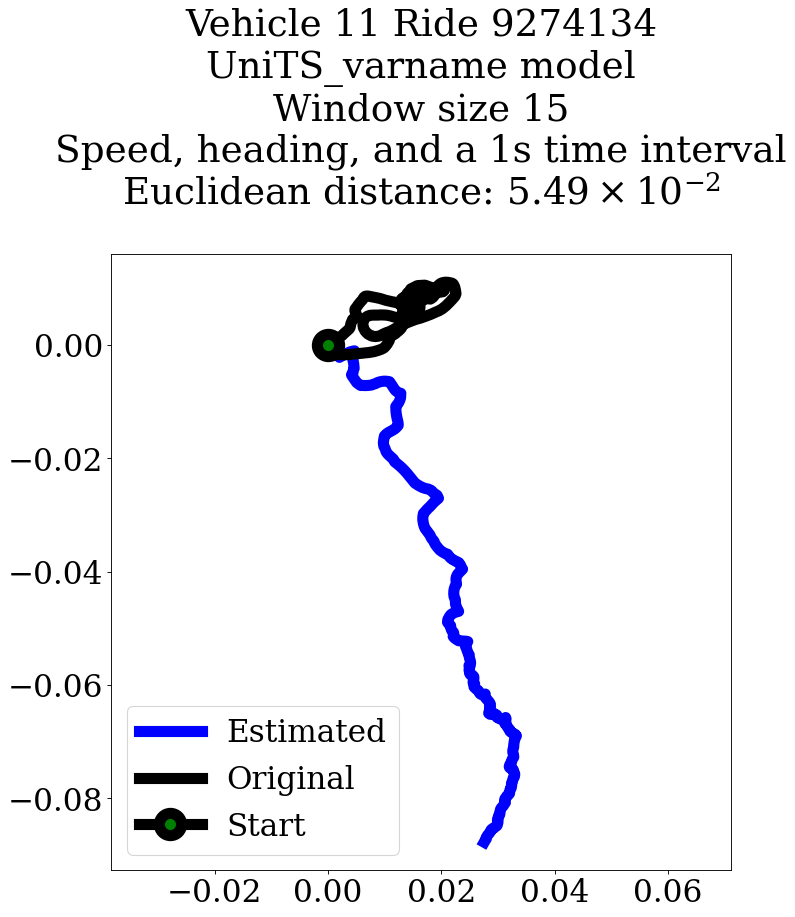 Vehicle 11 Ride 9274134
UniTS_varname model
Window size 15
Speed, heading, and a 1s time interval
Euclidean distance: 5.49 × 10⁻²
0.00
−0.02
−0.04
−0.06
−0.08
Estimated
Original
Start
−0.02 0.00 0.02 0.04 0.06